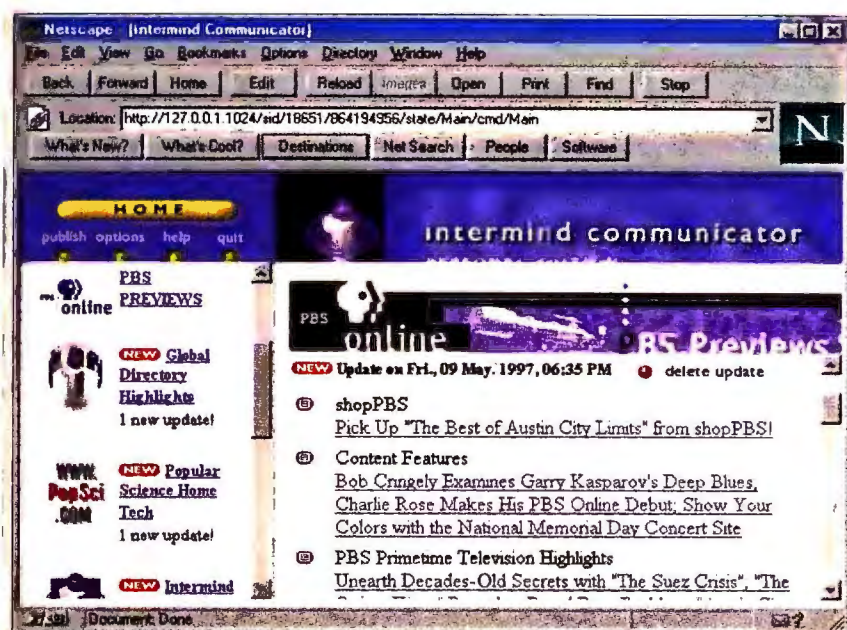 Netscape [Intermind Communicator]
File Edit View Go Bookmarks Options Directory Window Help
Back Forward Home Edit Reload Images Open Print Find Stop
Location: http://127.0.0.1:1024/sid/18651/864194956/state/Main/cmd/Main
N
What's New? What's Cool? Destinations Net Search People Software
HOME
publish options help quit
intermind communicator
online
PBS
PREVIEWS
NEW Global
Directory
Highlights
1 new update!
WWW.
PopSci
.COM
NEW Popular
Science Home
Tech
1 new update!
NEW Intermind
PBS
online
PBS Previews
NEW Update on Fri., 09 May. 1997, 06:35 PM delete update
shopPBS
Pick Up "The Best of Austin City Limits" from shopPBS!
Content Features
Bob Cringely Examines Garry Kasparov's Deep Blues,
Charlie Rose Makes His PBS Online Debut; Show Your
Colors with the National Memorial Day Concert Site
PBS Primetime Television Highlights
Unearth Decades-Old Secrets with "The Suez Crisis", "The
Document: Done